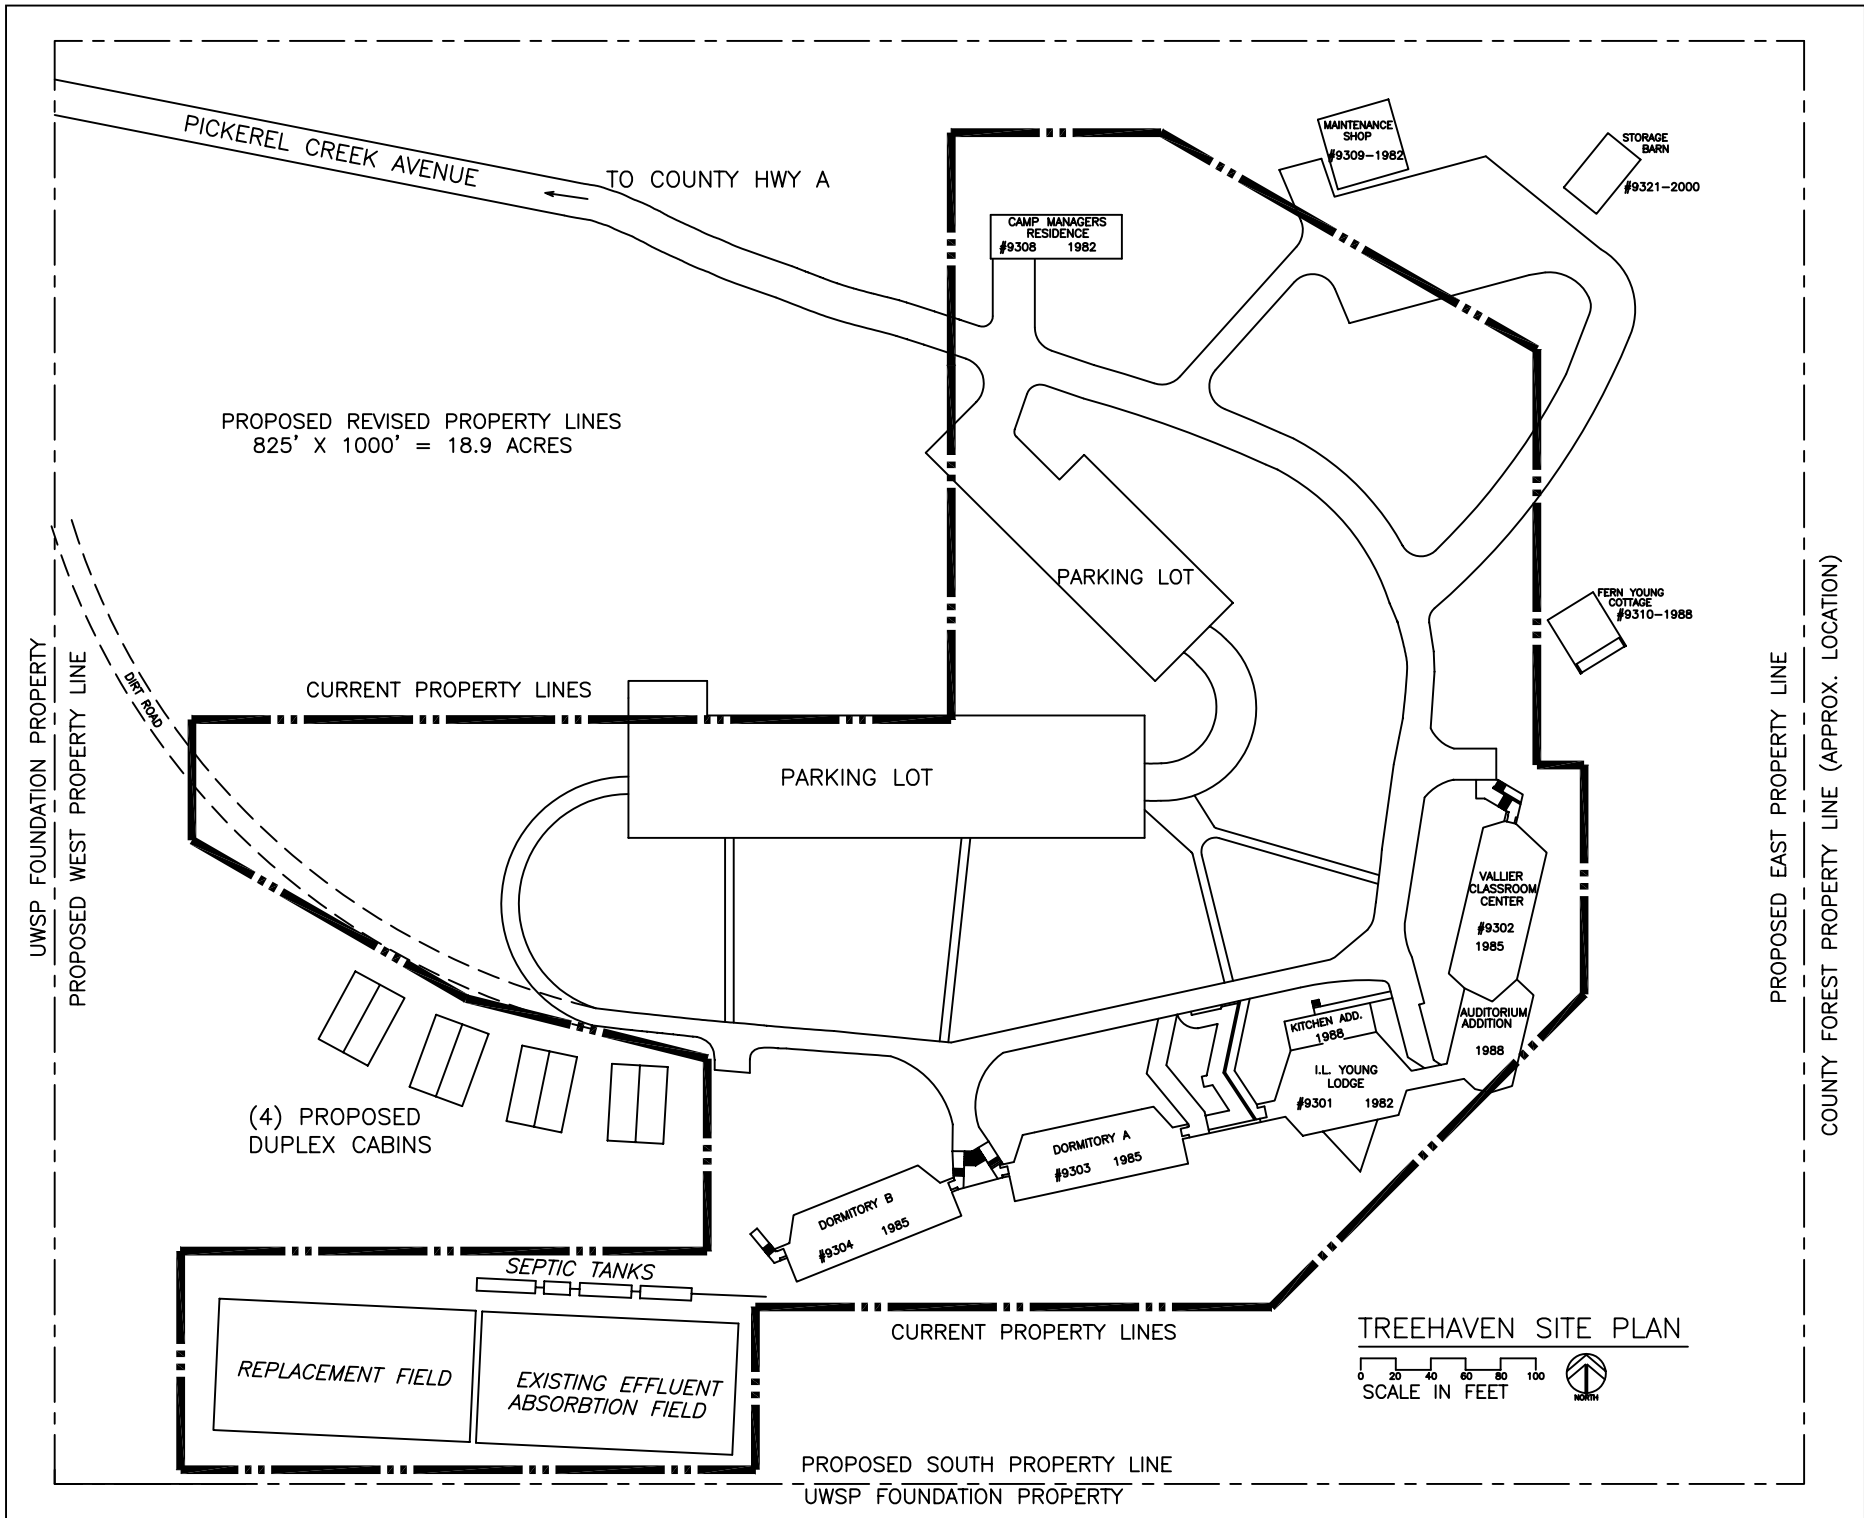 PICKEREL CREEK AVENUE
TO COUNTY HWY A
MAINTENANCE
SHOP
#9309-1982
STORAGE
BARN
#9321-2000
CAMP MANAGERS
RESIDENCE
#9308 1982
PROPOSED REVISED PROPERTY LINES
825' X 1000' = 18.9 ACRES
PARKING LOT
FERN YOUNG
COTTAGE
#9310-1988
DIRT ROAD
CURRENT PROPERTY LINES
PARKING LOT
UWSP FOUNDATION PROPERTY
PROPOSED WEST PROPERTY LINE
PROPOSED EAST PROPERTY LINE
COUNTY FOREST PROPERTY LINE (APPROX. LOCATION)
VALLIER
CLASSROOM
CENTER
#9302
1985
AUDITORIUM
ADDITION
1988
KITCHEN ADD.
1988
I.L. YOUNG
LODGE
#9301 1982
(4) PROPOSED
DUPLEX CABINS
DORMITORY A
#9303 1985
DORMITORY B
#9304 1985
SEPTIC TANKS
CURRENT PROPERTY LINES
REPLACEMENT FIELD
EXISTING EFFLUENT
ABSORBTION FIELD
TREEHAVEN SITE PLAN
0 20 40 60 80 100
SCALE IN FEET
NORTH
PROPOSED SOUTH PROPERTY LINE
UWSP FOUNDATION PROPERTY